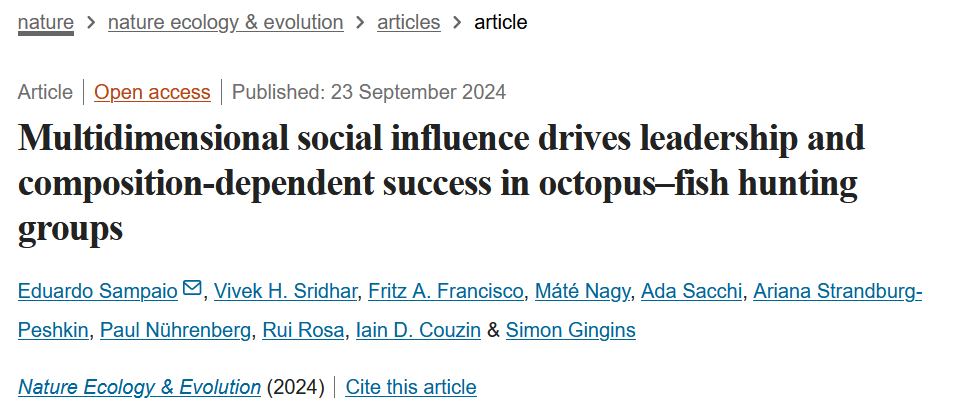 nature > nature ecology & evolution > articles > article
Article | Open access | Published: 23 September 2024
Multidimensional social influence drives leadership and
composition-dependent success in octopus–fish hunting
groups
Eduardo Sampaio, Vivek H. Sridhar, Fritz A. Francisco, Máté Nagy, Ada Sacchi, Ariana Strandburg-
Peshkin, Paul Nührenberg, Rui Rosa, Iain D. Couzin & Simon Gingins
Nature Ecology & Evolution (2024) | Cite this article